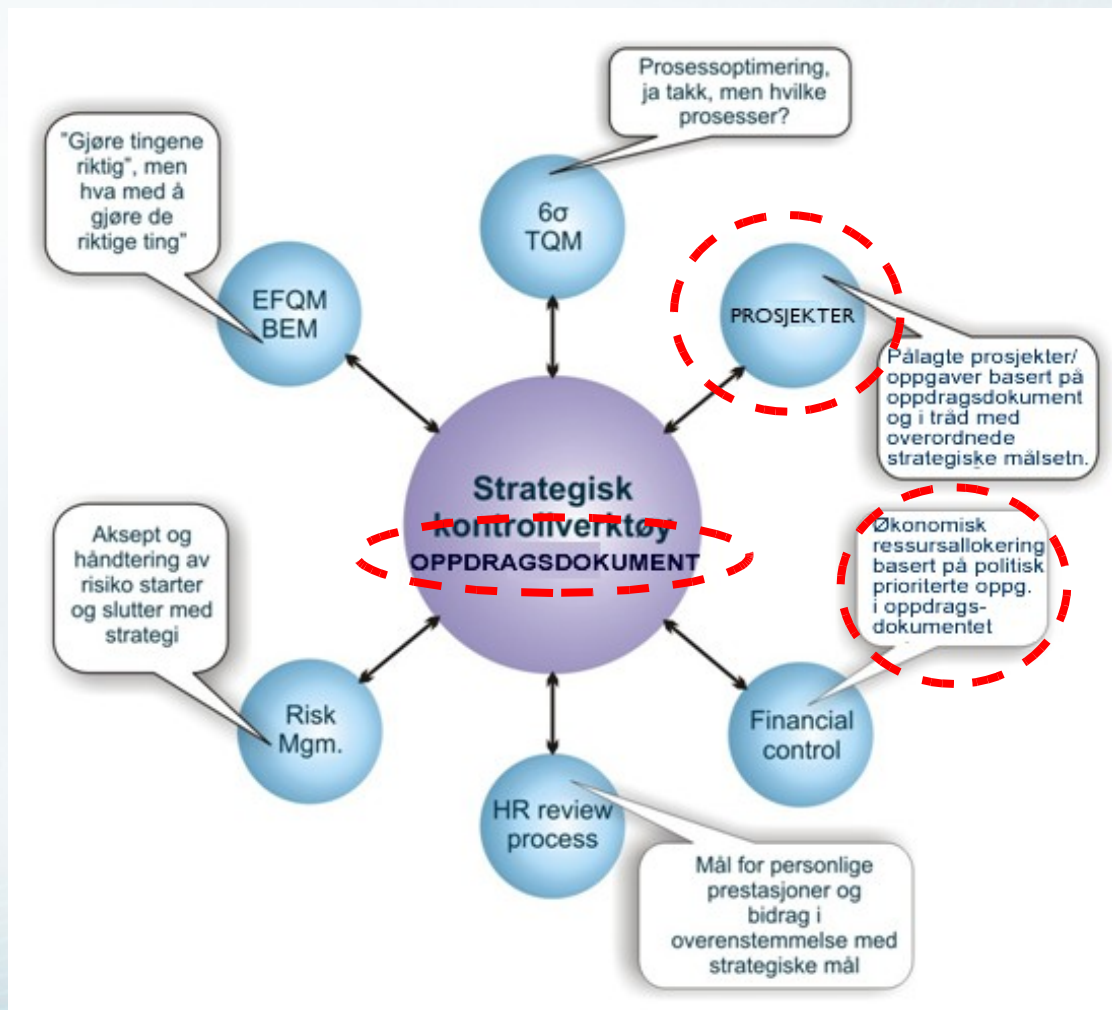 Prosessoptimering,
ja takk, men hvilke
prosesser?
"Gjøre tingene
riktig", men
hva med å
gjøre de
riktige ting"
6σ
TQM
EFQM
BEM
PROSJEKTER
Pålagte prosjekter/
oppgaver basert på
oppdragsdokument
og i tråd med
overordnede
strategiske målsetn.
Strategisk
kontrollverktøy
OPPDRAGSDOKUMENT
Aksept og
håndtering av
risiko starter
og slutter med
strategi
Økonomisk
ressursallokering
basert på politisk
prioriterte oppg.
i oppdrags-
dokumentet
Risk
Mgm.
Financial
control
HR review
process
Mål for personlige
prestasjoner og
bidrag i
overenstemmelse med
strategiske mål